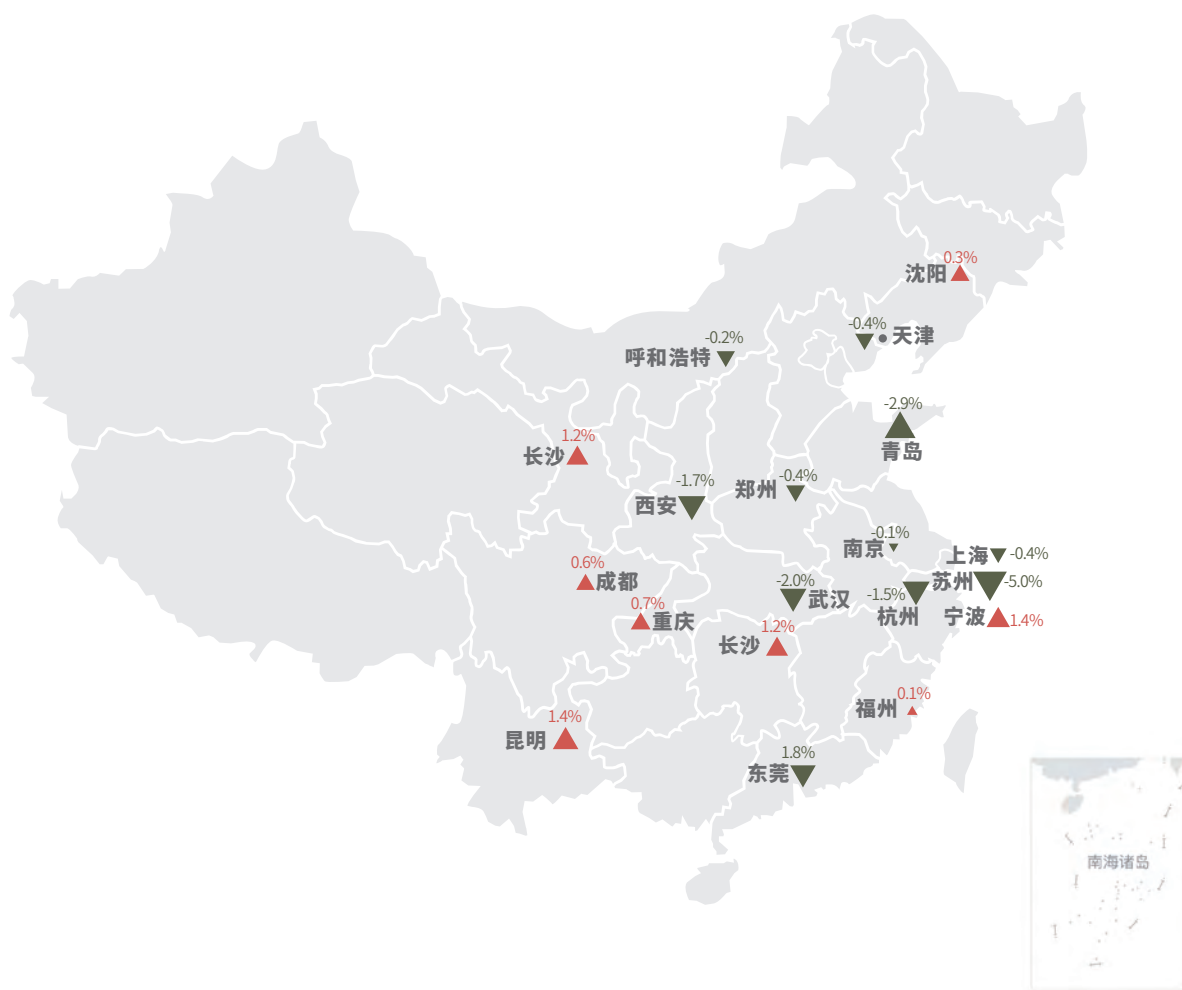 0.3%
沈阳
-0.4%
天津
-0.2%
呼和浩特
-2.9%
青岛
1.2%
长沙
-1.7%
西安
郑州
-0.4%
-0.1%
南京
上海
-0.4%
0.6%
成都
-2.0%
武汉
-1.5%
杭州
苏州
-5.0%
0.7%
重庆
宁波
1.4%
1.2%
长沙
0.1%
福州
1.4%
昆明
1.8%
东莞
南海诸岛